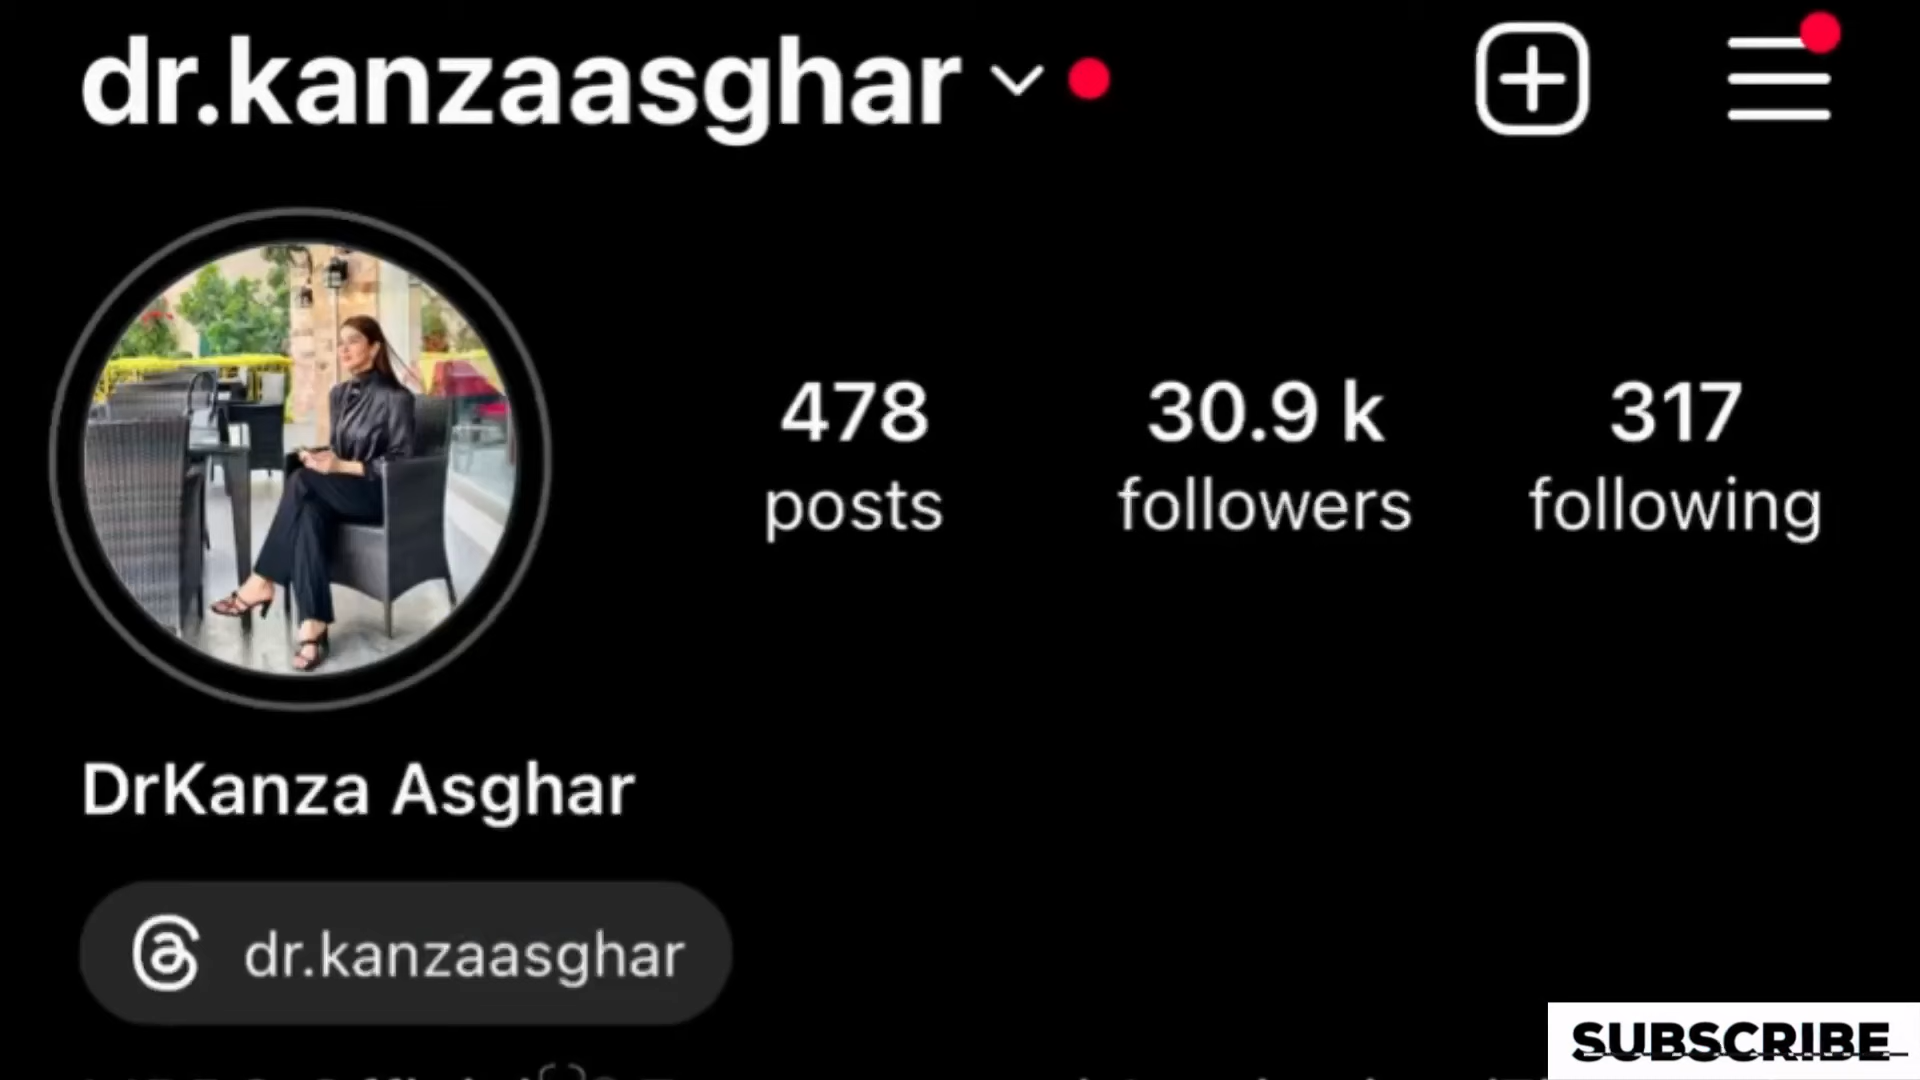 dr.kanzaasghar
478 30.9 k 317
posts followers following
DrKanza Asghar
dr.kanzaasghar
SUBSCRIBE